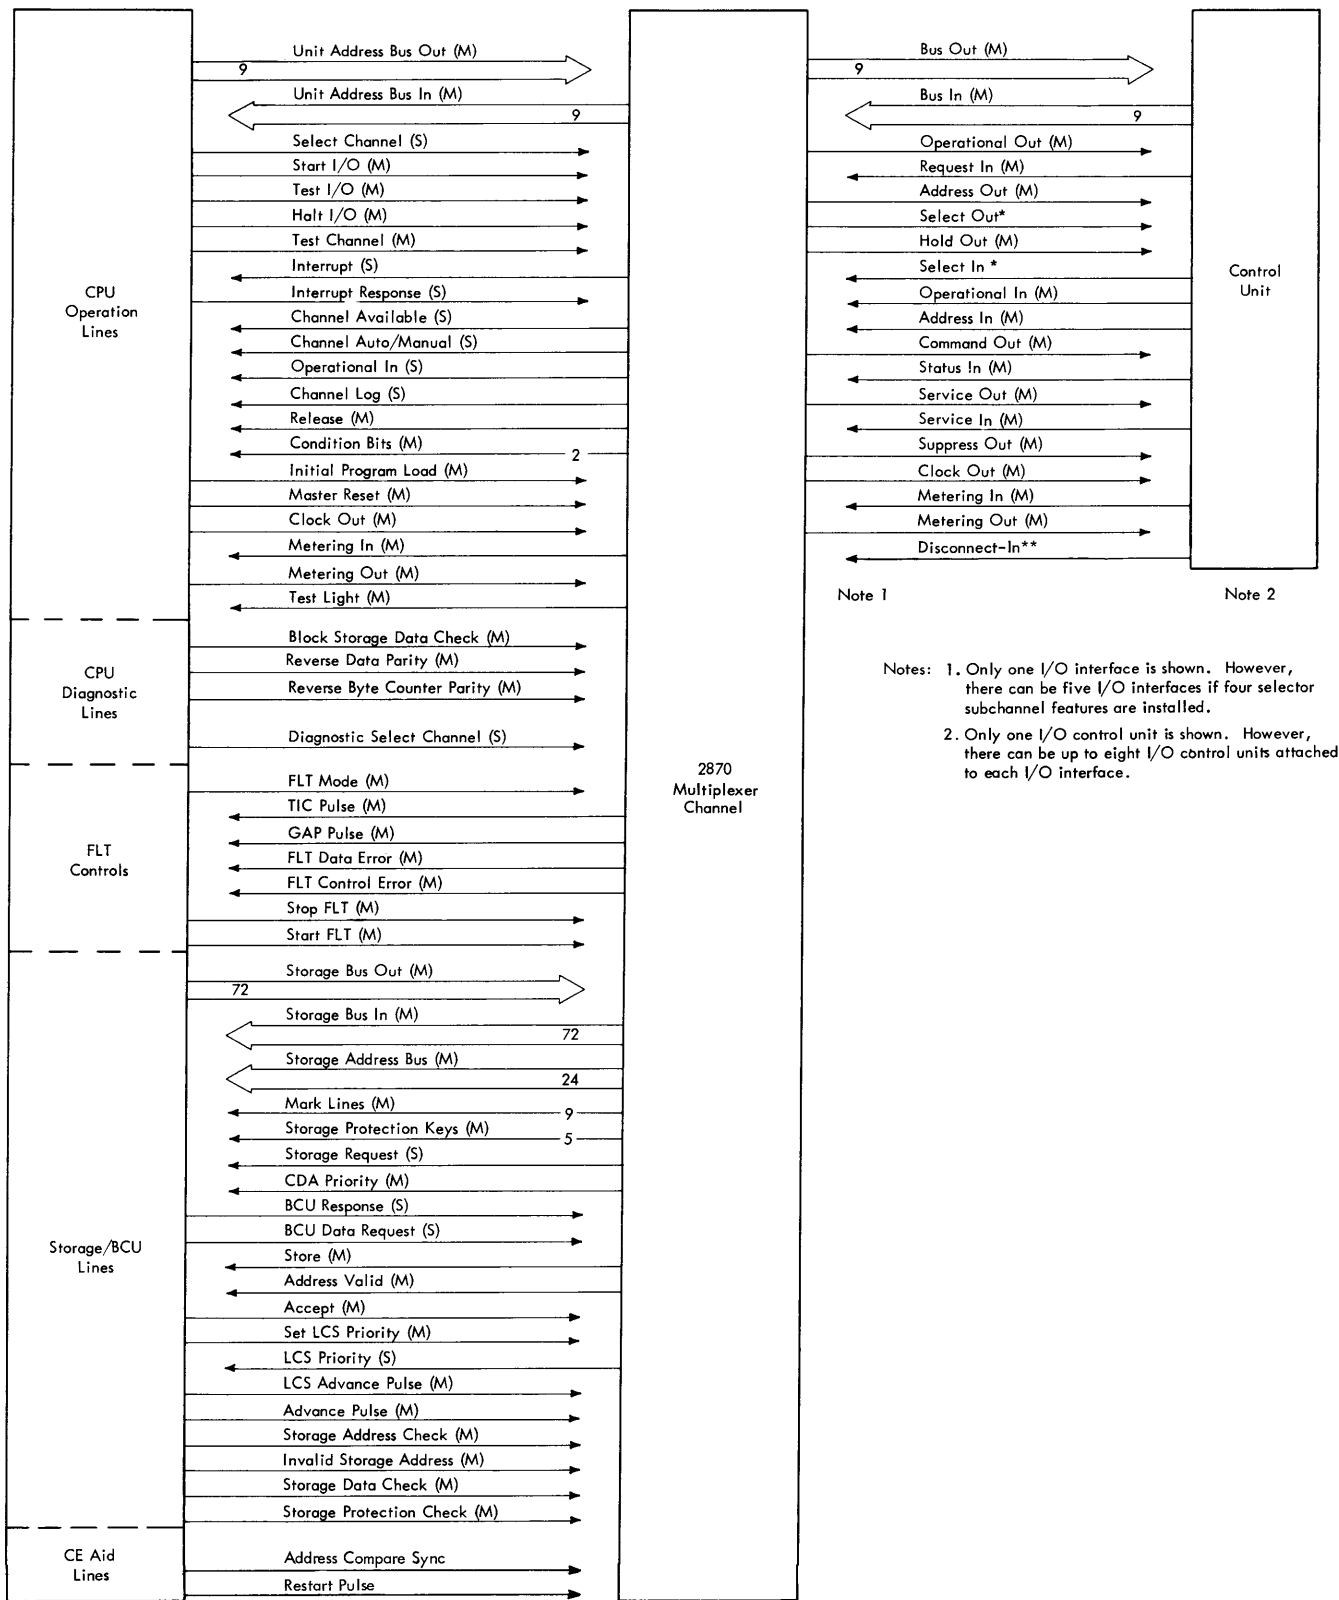 Unit Address Bus Out (M)
9
Unit Address Bus In (M)
9
Select Channel (S)
Start I/O (M)
Test I/O (M)
Halt I/O (M)
Test Channel (M)
Interrupt (S)
Interrupt Response (S)
Channel Available (S)
Channel Auto/Manual (S)
Operational In (S)
Channel Log (S)
Release (M)
Condition Bits (M)
2
Initial Program Load (M)
Master Reset (M)
Clock Out (M)
Metering In (M)
Metering Out (M)
Test Light (M)
CPU
Operation
Lines
Block Storage Data Check (M)
Reverse Data Parity (M)
Reverse Byte Counter Parity (M)
Diagnostic Select Channel (S)
CPU
Diagnostic
Lines
FLT Mode (M)
TIC Pulse (M)
GAP Pulse (M)
FLT Data Error (M)
FLT Control Error (M)
Stop FLT (M)
Start FLT (M)
FLT
Controls
Storage Bus Out (M)
72
Storage Bus In (M)
72
Storage Address Bus (M)
24
Mark Lines (M)
9
Storage Protection Keys (M)
5
Storage Request (S)
CDA Priority (M)
BCU Response (S)
BCU Data Request (S)
Store (M)
Address Valid (M)
Accept (M)
Set LCS Priority (M)
LCS Priority (S)
LCS Advance Pulse (M)
Advance Pulse (M)
Storage Address Check (M)
Invalid Storage Address (M)
Storage Data Check (M)
Storage Protection Check (M)
Storage/BCU
Lines
CE Aid
Lines
Address Compare Sync
Restart Pulse
2870
Multiplexer
Channel
Bus Out (M)
9
Bus In (M)
9
Operational Out (M)
Request In (M)
Address Out (M)
Select Out*
Hold Out (M)
Select In *
Operational In (M)
Address In (M)
Command Out (M)
Status In (M)
Service Out (M)
Service In (M)
Suppress Out (M)
Clock Out (M)
Metering In (M)
Metering Out (M)
Disconnect-In**
Control
Unit
Note 1
Note 2
Notes: 1. Only one I/O interface is shown. However,
there can be five I/O interfaces if four selector
subchannel features are installed.
2. Only one I/O control unit is shown. However,
there can be up to eight I/O control units attached
to each I/O interface.